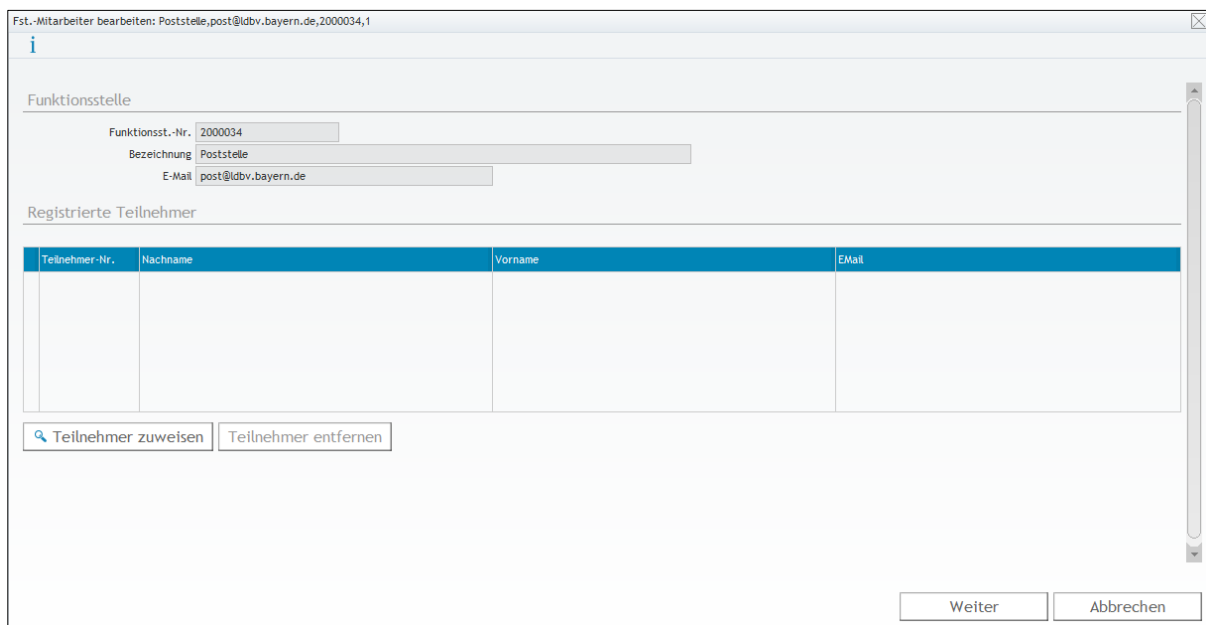 Fst.-Mitarbeiter bearbeiten: Poststelle,post@ldbv.bayern.de,2000034,1
i
Funktionsstelle
Funktionsst.-Nr. 2000034
Bezeichnung Poststelle
E-Mail post@ldbv.bayern.de
Registrierte Teilnehmer
Teilnehmer-Nr. Nachname Vorname EMail
Teilnehmer zuweisen Teilnehmer entfernen
Weiter Abbrechen